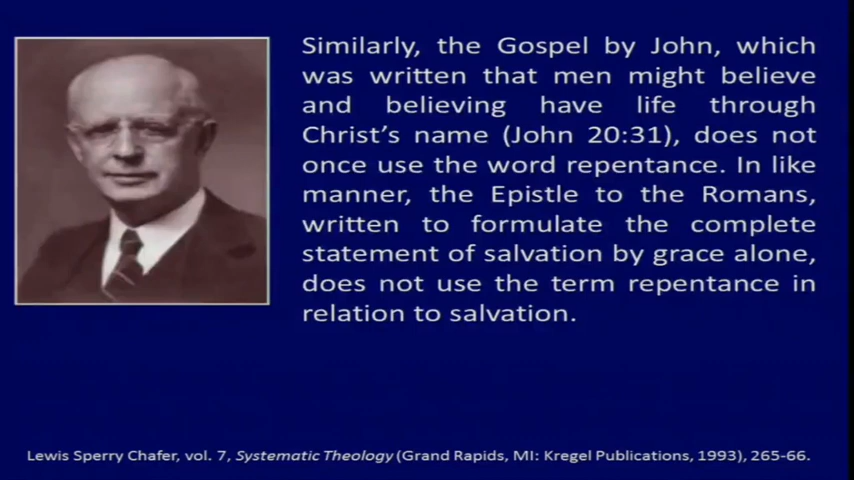 Similarly, the Gospel by John, which
was written that men might believe
and believing have life through
Christ's name (John 20:31), does not
once use the word repentance. In like
manner, the Epistle to the Romans,
written to formulate the complete
statement of salvation by grace alone,
does not use the term repentance in
relation to salvation.
Lewis Sperry Chafer, vol. 7, Systematic Theology (Grand Rapids, MI: Kregel Publications, 1993), 265-66.